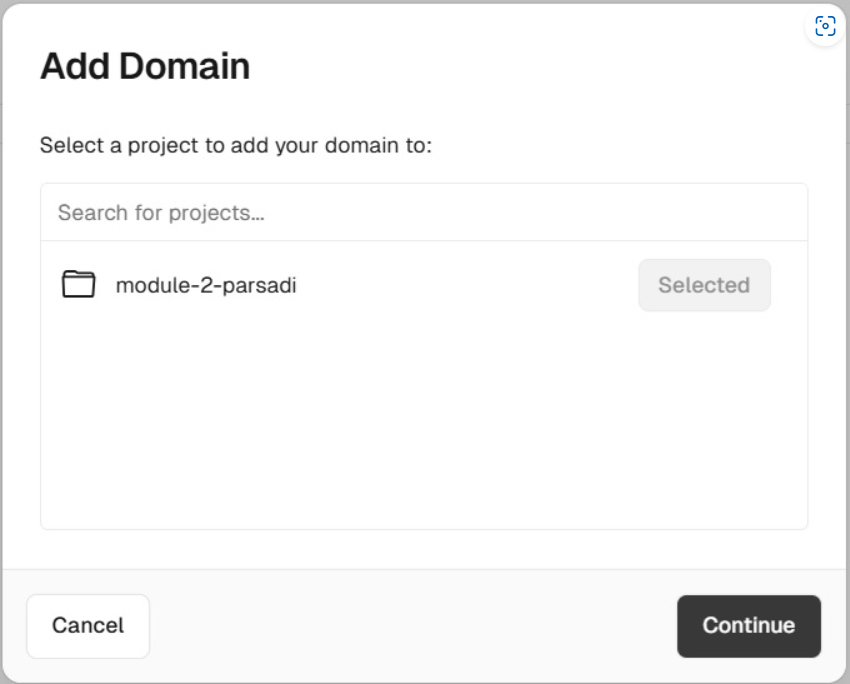 Add Domain
Select a project to add your domain to:
Search for projects...
module-2-parsadi
Selected
Cancel
Continue